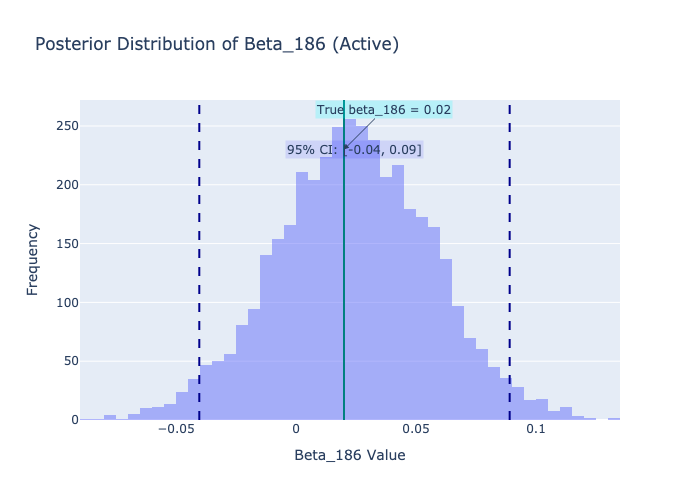 Posterior Distribution of Beta_186 (Active)
True beta_186 = 0.02
95% CI: [-0.04, 0.09]
250
200
150
100
50
0
Frequency
−0.05
0
0.05
0.1
Beta_186 Value